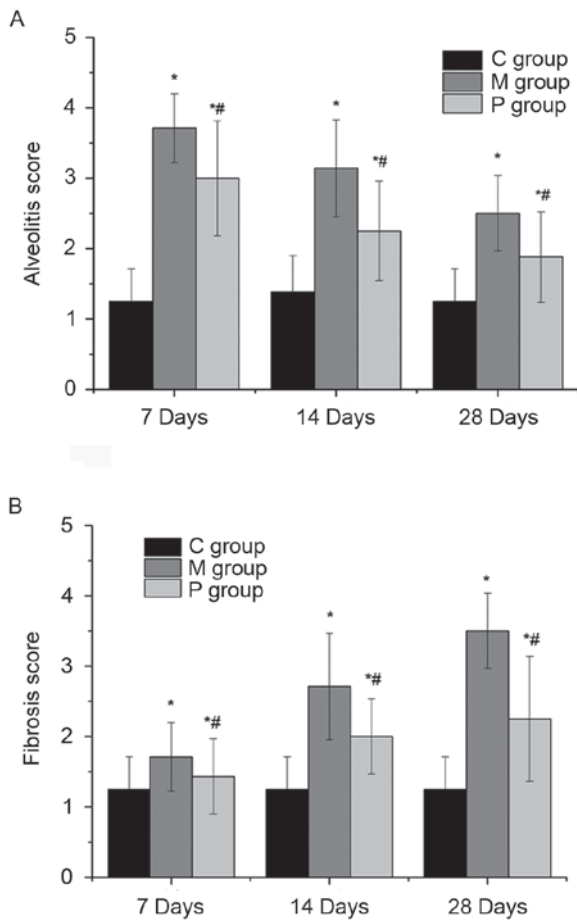 A
5
4
3
2
1
0
Alveolitis score
C group
M group
P group
*
*#
*
*#
*
*#
7 Days
14 Days
28 Days
B
5
4
3
2
1
0
Fibrosis score
C group
M group
P group
*
*#
*
*#
*
*#
7 Days
14 Days
28 Days